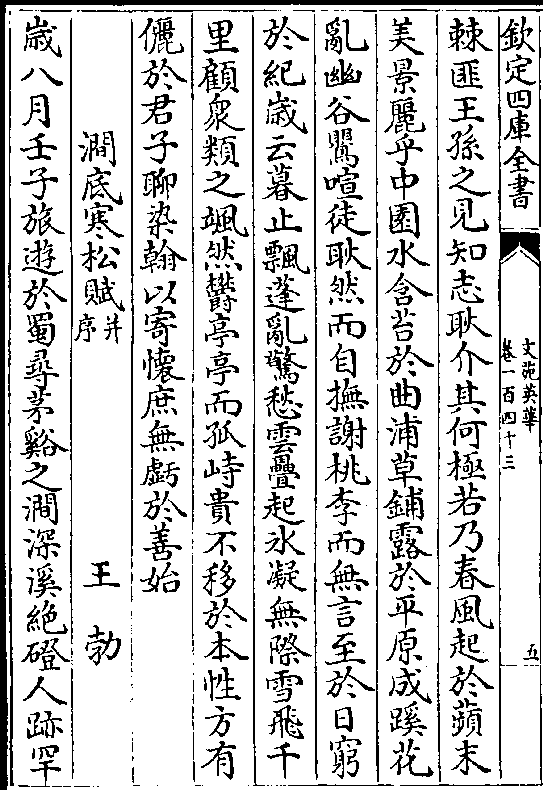 欽定四庫全書
文苑英華
卷一百四十三
五
棘匪王孫之見知志耿介其何極若乃春風起於蘋末
美景麗乎中園水含苔於曲浦草鋪露於平原成蹊花
亂幽谷鸎喧徒耿然而自撫謝桃李而無言至於日窮
於紀歳云暮止飄蓬亂驚愁雲疊起氷凝無際雪飛千
里顧衆類之颯然欝亭亭而孤峙貴不移於本性方有
儷於君子聊染翰以寄懷庶無虧於善始
澗底寒松賦并序
王勃
歳八月壬子旅遊於蜀尋茅谿之澗深溪絶磴人跡罕